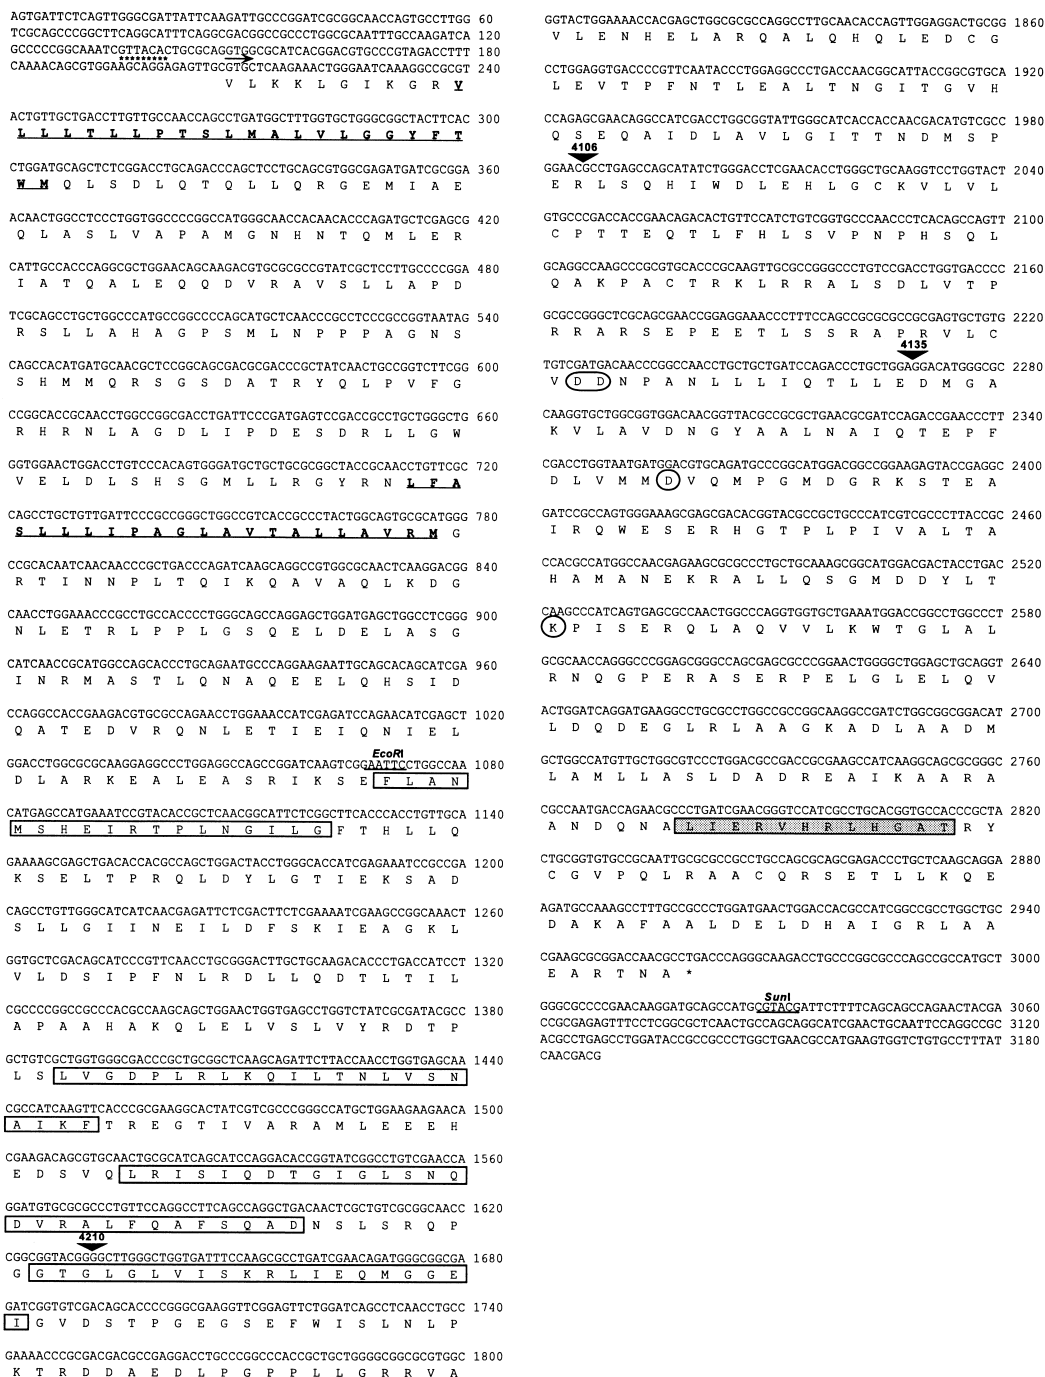 AGTGATTCTCAGTTGGGCGATTATTCAAGATTGCCCGGATCGCGGCAACCAGTGCCTTGG 60
TCGCAGCCCGGCTTCAGGCATTTCAGGCGACGGCCGCCCTGGCGCAATTTGCCAAGATCA 120
GCCCCCGGCAAATCGTTACACTGCGCAGGTGGCGCATCACGGACGTGCCCGTAGACCTTT 180
*********
CAAAACAGCGTGGAAGCAGGAGAGTTGCGTGCTCAAGAAACTGGGAATCAAAGGCCGCGT 240
V L K K L G I K G R V
ACTGTTGCTGACCTTGTTGCCAACCAGCCTGATGGCTTTGGTGCTGGGCGGCTACTTCAC 300
L L L T L L P T S L M A L V L G G Y F T
CTGGATGCAGCTCTCGGACCTGCAGACCCAGCTCCTGCAGCGTGGCGAGATGATCGCGGA 360
W M Q L S D L Q T Q L L Q R G E M I A E
ACAACTGGCCTCCCTGGTGGCCCCGGCCATGGGCAACCACAACACCCAGATGCTCGAGCG 420
Q L A S L V A P A M G N H N T Q M L E R
CATTGCCACCCAGGCGCTGGAACAGCAAGACGTGCGCGCCGTATCGCTCCTTGCCCCGGA 480
I A T Q A L E Q Q D V R A V S L L A P D
TCGCAGCCTGCTGGCCCATGCCGGCCCCAGCATGCTCAACCCGCCTCCCGCCGGTAATAG 540
R S L L A H A G P S M L N P P P A G N S
CAGCCACATGATGCAACGCTCCGGCAGCGACGCGACCCGCTATCAACTGCCGGTCTTCGG 600
S H M M Q R S G S D A T R Y Q L P V F G
CCGGCACCGCAACCTGGCCGGCGACCTGATTCCCGATGAGTCCGACCGCCTGCTGGGCTG 660
R H R N L A G D L I P D E S D R L L G W
GGTGGAACTGGACCTGTCCCACAGTGGGATGCTGCTGCGCGGCTACCGCAACCTGTTCGC 720
V E L D L S H S G M L L R G Y R N L F A
CAGCCTGCTGTTGATTCCCGCCGGGCTGGCCGTCACCGCCCTACTGGCAGTGCGCATGGG 780
S L L L I P A G L A V T A L L A V R M G
CCGCACAATCAACAACCCGCTGACCCAGATCAAGCAGGCCGTGGCGCAACTCAAGGACGG 840
R T I N N P L T Q I K Q A V A Q L K D G
CAACCTGGAAACCCGCCTGCCACCCCTGGGCAGCCAGGAGCTGGATGAGCTGGCCTCGGG 900
N L E T R L P P L G S Q E L D E L A S G
CATCAACCGCATGGCCAGCACCCTGCAGAATGCCCAGGAAGAATTGCAGCACAGCATCGA 960
I N R M A S T L Q N A Q E E L Q H S I D
CCAGGCCACCGAAGACGTGCGCCAGAACCTGGAAACCATCGAGATCCAGAACATCGAGCT 1020
Q A T E D V R Q N L E T I E I Q N I E L
EcoRI
GGACCTGGCGCGCAAGGAGGCCCTGGAGGCCAGCCGGATCAAGTCGGAATTCCTGGCCAA 1080
D L A R K E A L E A S R I K S E F L A N
CATGAGCCATGAAATCCGTACACCGCTCAACGGCATTCTCGGCTTCACCCACCTGTTGCA 1140
M S H E I R T P L N G I L G F T H L L Q
GAAAAGCGAGCTGACACCACGCCAGCTGGACTACCTGGGCACCATCGAGAAATCCGCCGA 1200
K S E L T P R Q L D Y L G T I E K S A D
CAGCCTGTTGGGCATCATCAACGAGATTCTCGACTTCTCGAAAATCGAAGCCGGCAAACT 1260
S L L G I I N E I L D F S K I E A G K L
GGTGCTCGACAGCATCCCGTTCAACCTGCGGGACTTGCTGCAAGACACCCTGACCATCCT 1320
V L D S I P F N L R D L L Q D T L T I L
CGCCCCGGCCGCCCACGCCAAGCAGCTGGAACTGGTGAGCCTGGTCTATCGCGATACGCC 1380
A P A A H A K Q L E L V S L V Y R D T P
GCTGTCGCTGGTGGGCGACCCGCTGCGGCTCAAGCAGATTCTTACCAACCTGGTGAGCAA 1440
L S L V G D P L R L K Q I L T N L V S N
CGCCATCAAGTTCACCCGCGAAGGCACTATCGTCGCCCGGGCCATGCTGGAAGAAGAACA 1500
A I K F T R E G T I V A R A M L E E E H
CGAAGACAGCGTGCAACTGCGCATCAGCATCCAGGACACCGGTATCGGCCTGTCGAACCA 1560
E D S V Q L R I S I Q D T G I G L S N Q
GGATGTGCGCGCCCTGTTCCAGGCCTTCAGCCAGGCTGACAACTCGCTGTCGCGGCAACC 1620
D V R A L F Q A F S Q A D N S L S R Q P
4210
CGGCGGTACGGGGCTTGGGCTGGTGATTTCCAAGCGCCTGATCGAACAGATGGGCGGCGA 1680
G G T G L G L V I S K R L I E Q M G G E
GATCGGTGTCGACAGCACCCCGGGCGAAGGTTCGGAGTTCTGGATCAGCCTCAACCTGCC 1740
I G V D S T P G E G S E F W I S L N L P
GAAAACCCGCGACGACGCCGAGGACCTGCCCGGCCCACCGCTGCTGGGGCGGCGCGTGGC 1800
K T R D D A E D L P G P P L L G R R V A
GGTACTGGAAAACCACGAGCTGGCGCGCCAGGCCTTGCAACACCAGTTGGAGGACTGCGG 1860
V L E N H E L A R Q A L Q H Q L E D C G
CCTGGAGGTGACCCCGTTCAATACCCTGGAGGCCCTGACCAACGGCATTACCGGCGTGCA 1920
L E V T P F N T L E A L T N G I T G V H
CCAGAGCGAACAGGCCATCGACCTGGCGGTATTGGGCATCACCACCAACGACATGTCGCC 1980
Q S E Q A I D L A V L G I T T N D M S P
4106
GGAACGCCTGAGCCAGCATATCTGGGACCTCGAACACCTGGGCTGCAAGGTCCTGGTACT 2040
E R L S Q H I W D L E H L G C K V L V L
GTGCCCGACCACCGAACAGACACTGTTCCATCTGTCGGTGCCCAACCCTCACAGCCAGTT 2100
C P T T E Q T L F H L S V P N P H S Q L
GCAGGCCAAGCCCGCGTGCACCCGCAAGTTGCGCCGGGCCCTGTCCGACCTGGTGACCCC 2160
Q A K P A C T R K L R R A L S D L V T P
GCGCCGGGCTCGCAGCGAACCGGAGGAAACCCTTTCCAGCCGCGCGCCGCGAGTGCTGTG 2220
R R A R S E P E E T L S S R A P R V L C
4135
TGTCGATGACAACCCGGCCAACCTGCTGCTGATCCAGACCCTGCTGGAGGACATGGGCGC 2280
V D D N P A N L L L I Q T L L E D M G A
CAAGGTGCTGGCGGTGGACAACGGTTACGCCGCGCTGAACGCGATCCAGACCGAACCCTT 2340
K V L A V D N G Y A A L N A I Q T E P F
CGACCTGGTAATGATGGACGTGCAGATGCCCGGCATGGACGGCCGGAAGAGTACCGAGGC 2400
D L V M M D V Q M P G M D G R K S T E A
GATCCGCCAGTGGGAAAGCGAGCGACACGGTACGCCGCTGCCCATCGTCGCCCTTACCGC 2460
I R Q W E S E R H G T P L P I V A L T A
CCACGCCATGGCCAACGAGAAGCGCGCCCTGCTGCAAAGCGGCATGGACGACTACCTGAC 2520
H A M A N E K R A L L Q S G M D D Y L T
CAAGCCCATCAGTGAGCGCCAACTGGCCCAGGTGGTGCTGAAATGGACCGGCCTGGCCCT 2580
K P I S E R Q L A Q V V L K W T G L A L
GCGCAACCAGGGCCCGGAGCGGGCCAGCGAGCGCCCGGAACTGGGGCTGGAGCTGCAGGT 2640
R N Q G P E R A S E R P E L G L E L Q V
ACTGGATCAGGATGAAGGCCTGCGCCTGGCCGCCGGCAAGGCCGATCTGGCGGCGGACAT 2700
L D Q D E G L R L A A G K A D L A A D M
GCTGGCCATGTTGCTGGCGTCCCTGGACGCCGACCGCGAAGCCATCAAGGCAGCGCGGGC 2760
L A M L L A S L D A D R E A I K A A R A
CGCCAATGACCAGAACGCCCTGATCGAACGGGTCCATCGCCTGCACGGTGCCACCCGCTA 2820
A N D Q N A L I E R V H R L H G A T R Y
CTGCGGTGTGCCGCAATTGCGCGCCGCCTGCCAGCGCAGCGAGACCCTGCTCAAGCAGGA 2880
C G V P Q L R A A C Q R S E T L L K Q E
AGATGCCAAAGCCTTTGCCGCCCTGGATGAACTGGACCACGCCATCGGCCGCCTGGCTGC 2940
D A K A F A A L D E L D H A I G R L A A
CGAAGCGCGGACCAACGCCTGACCCAGGGCAAGACCTGCCCGGCGCCCAGCCGCCATGCT 3000
E A R T N A *
SunI
GGGCGCCCCGAACAAGGATGCAGCCATGCGTACGATTCTTTTCAGCAGCCAGAACTACGA 3060
CCGCGAGAGTTTCCTCGGCGCTCAACTGCCAGCAGGCATCGAACTGCAATTCCAGGCCGC 3120
ACGCCTGAGCCTGGATACCGCCGCCCTGGCTGAACGCCATGAAGTGGTCTGTGCCTTTAT 3180
CAACGACG